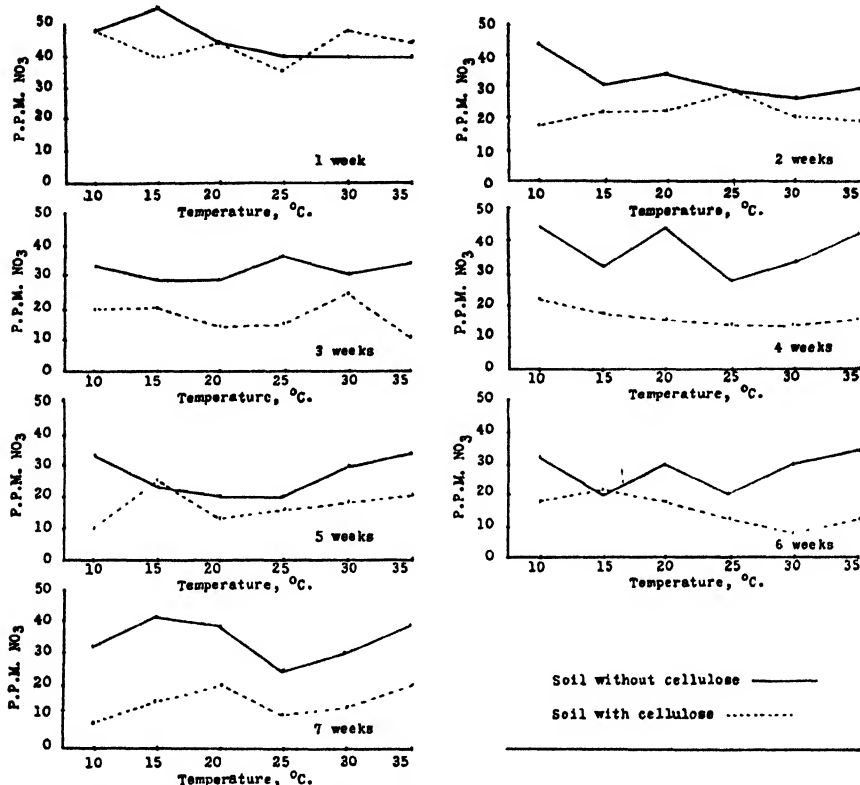 P.P.M. NO3
50
40
30
20
10
0
1 week
10 15 20 25 30 35
Temperature, °C.
P.P.M. NO3
50
40
30
20
10
0
2 weeks
10 15 20 25 30 35
Temperature, °C.
P.P.M. NO3
50
40
30
20
10
0
3 weeks
10 15 20 25 30 35
Temperature, °C.
P.P.M. NO3
50
40
30
20
10
0
4 weeks
10 15 20 25 30 35
Temperature, °C.
P.P.M. NO3
50
40
30
20
10
0
5 weeks
10 15 20 25 30 35
Temperature, °C.
P.P.M. NO3
50
40
30
20
10
0
6 weeks
10 15 20 25 30 35
Temperature, °C.
P.P.M. NO3
40
30
20
10
0
7 weeks
10 15 20 25 30 35
Temperature, °C.
Soil without cellulose
Soil with cellulose